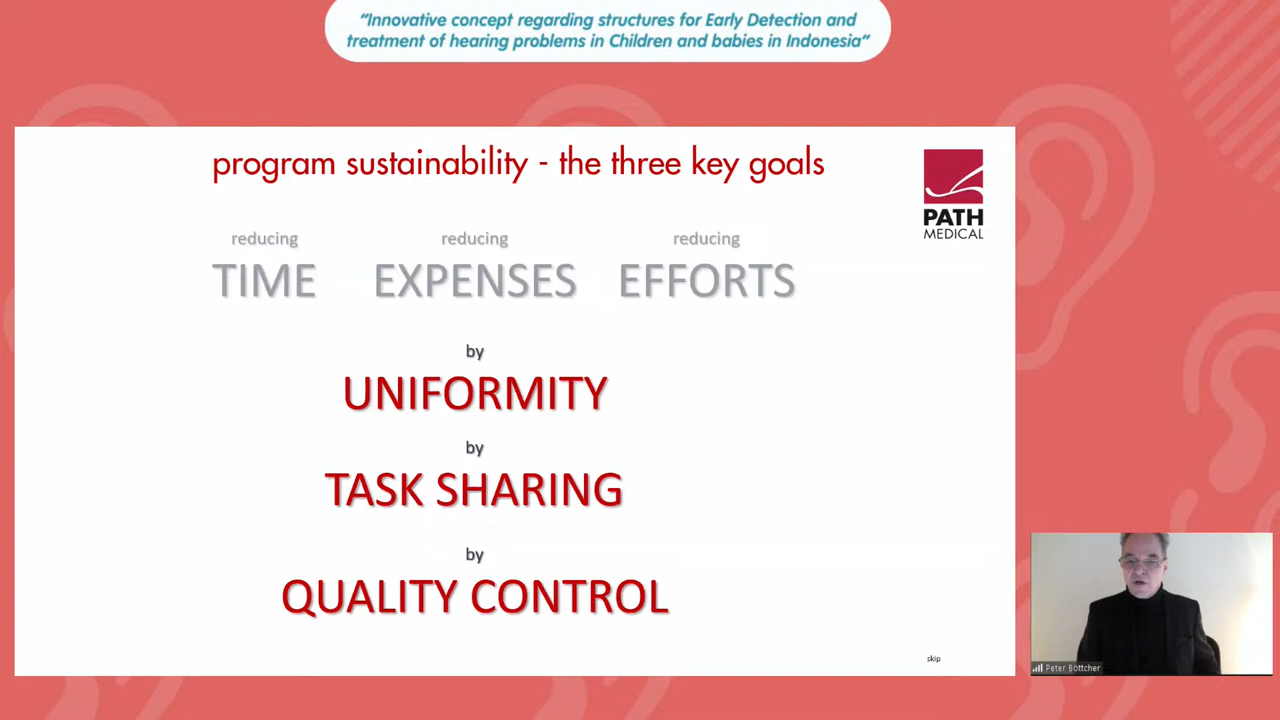 “Innovative concept regarding structures for Early Detection and
treatment of hearing problems in Children and babies in Indonesia“
program sustainability - the three key goals
PATH
MEDICAL
reducing reducing reducing
TIME EXPENSES EFFORTS
by
UNIFORMITY
by
TASK SHARING
by
QUALITY CONTROL
skip
Peter Böttcher